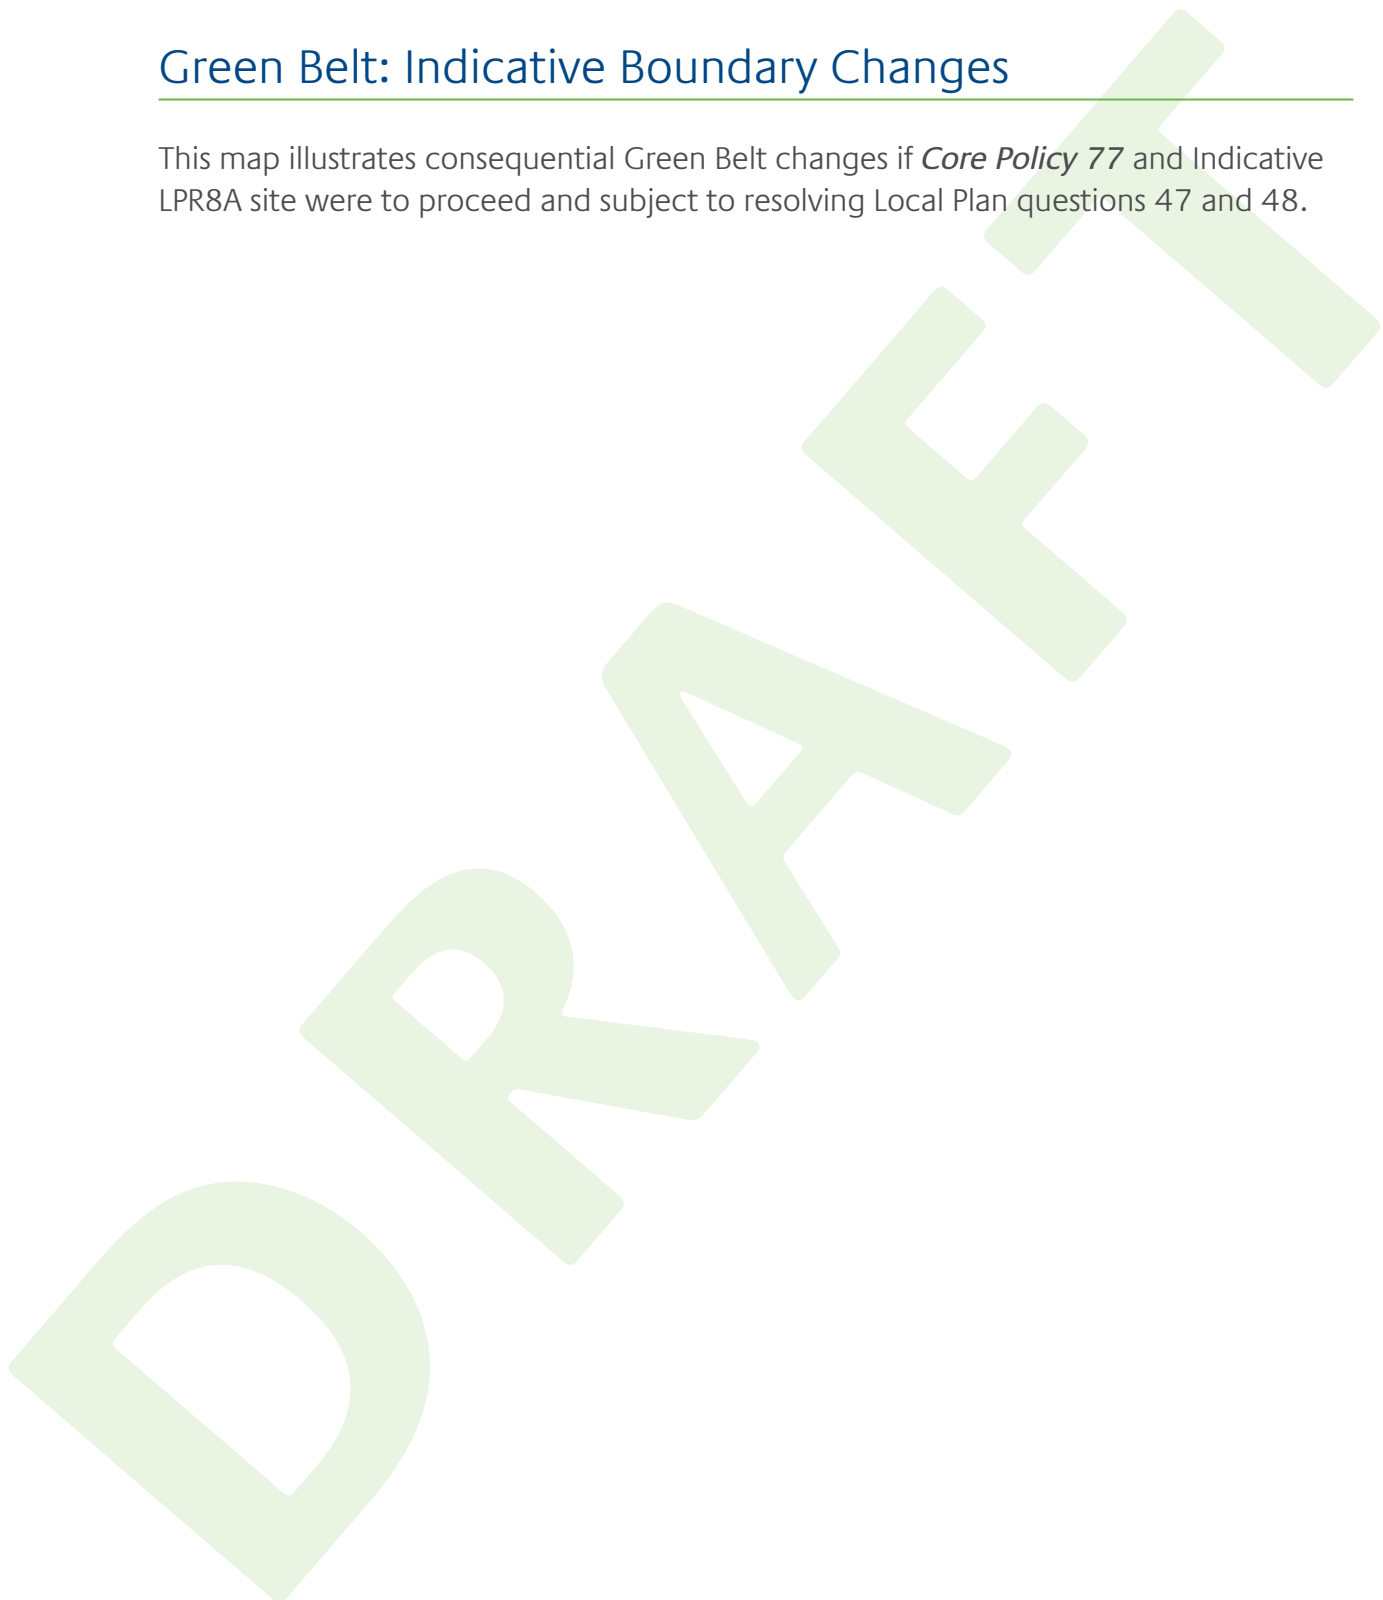 Green Belt: Indicative Boundary Changes
This map illustrates consequential Green Belt changes if Core Policy 77 and Indicative
LPR8A site were to proceed and subject to resolving Local Plan questions 47 and 48.
DRAFT